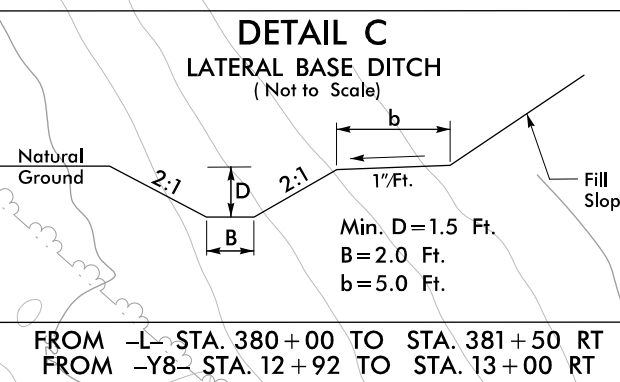 DETAIL C
LATERAL BASE DITCH
( Not to Scale)
b
Natural
Ground
2:1
D
2:1
1"/Ft.
Fill
Slop
B
Min. D=1.5 Ft.
B=2.0 Ft.
b=5.0 Ft.
FROM -L- STA. 380+00 TO STA. 381+50 RT
FROM -Y8- STA. 12+92 TO STA. 13+00 RT